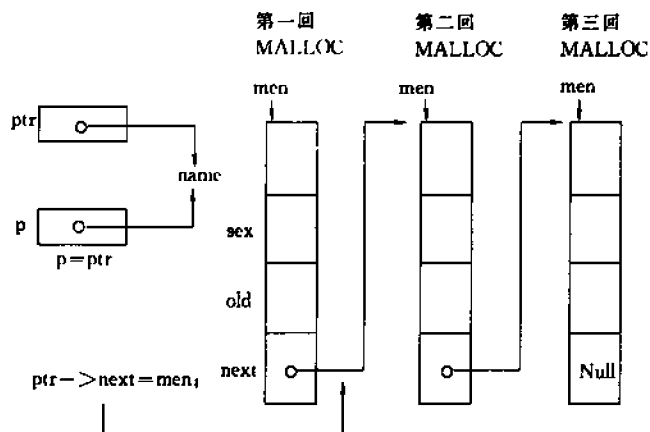 第一回 第二回 第三回
MALLOC MALLOC MALLOC
men men men
ptr
name
p
p=ptr
sex
old
ptr->next=men;
next
Null